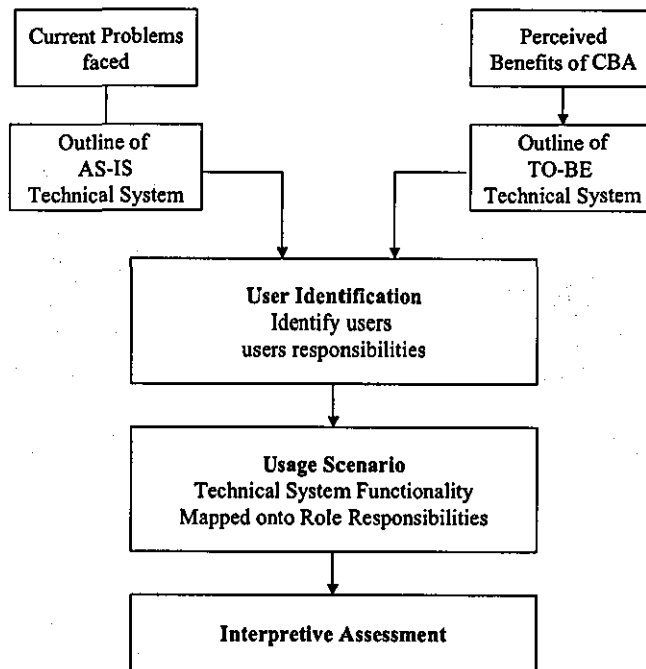 Current Problems
faced
Perceived
Benefits of CBA
Outline of
AS-IS
Technical System
Outline of
TO-BE
Technical System
User Identification
Identify users
users responsibilities
Usage Scenario
Technical System Functionality
Mapped onto Role Responsibilities
Interpretive Assessment